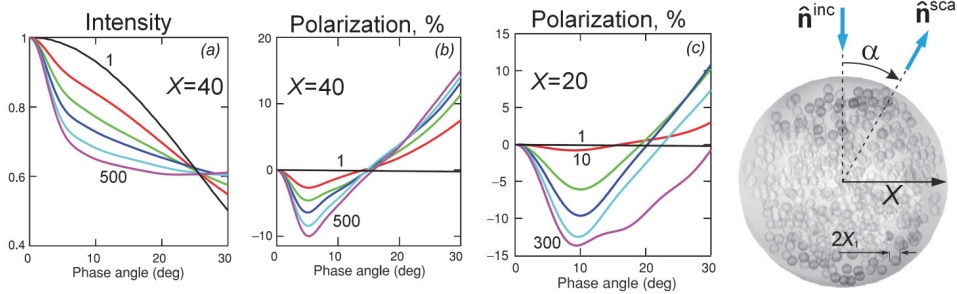 Intensity
(a)
1
X=40
500
1
0.8
0.6
0.4
0
10
20
30
Phase angle (deg)
Polarization, %
(b)
X=40
1
500
20
10
0
−10
0
10
20
30
Phase angle (deg)
Polarization, %
(c)
X=20
1
10
300
10
5
0
−5
−10
−15
0
10
20
30
Phase angle (deg)
n̂inc
n̂sca
α
X
2X₁